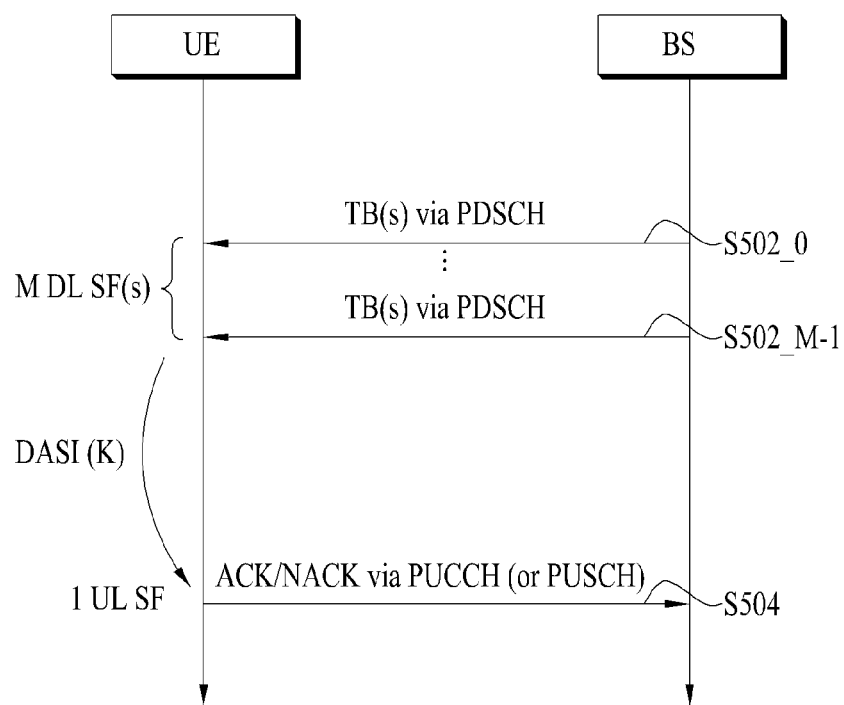 UE
BS
TB(s) via PDSCH
S502_0
⋮
M DL SF(s)
TB(s) via PDSCH
S502_M-1
DASI (K)
ACK/NACK via PUCCH (or PUSCH)
1 UL SF
S504